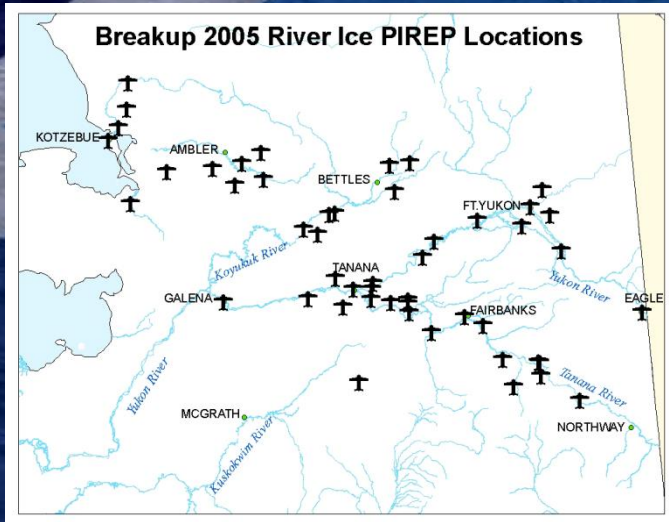 Breakup 2005 River Ice PIREP Locations
KOTZEBUE
AMBLER
BETTLES
FT.YUKON
Koyukuk River
TANANA
GALENA
Yukon River
EAGLE
FAIRBANKS
Yukon River
Tanana River
MCGRATH
Kuskokwim River
NORTHWAY